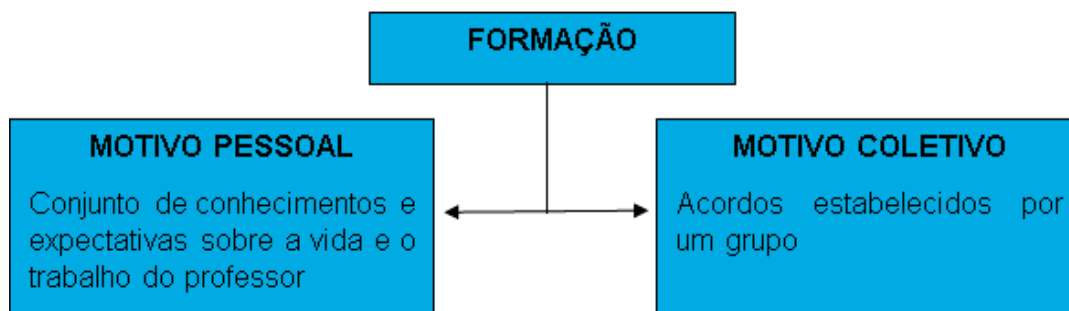 FORMAÇÃO
MOTIVO PESSOAL
Conjunto de conhecimentos e
expectativas sobre a vida e o
trabalho do professor
MOTIVO COLETIVO
Acordos estabelecidos por
um grupo